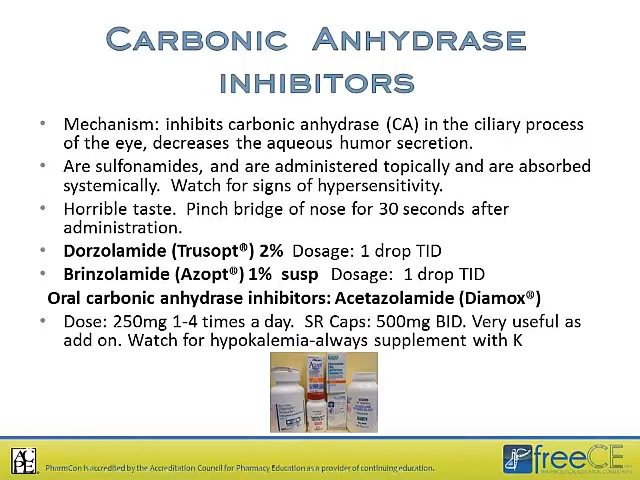 CARBONIC ANHYDRASE
INHIBITORS
• Mechanism: inhibits carbonic anhydrase (CA) in the ciliary process
of the eye, decreases the aqueous humor secretion.
• Are sulfonamides, and are administered topically and are absorbed
systemically. Watch for signs of hypersensitivity.
• Horrible taste. Pinch bridge of nose for 30 seconds after
administration.
• Dorzolamide (Trusopt®) 2% Dosage: 1 drop TID
• Brinzolamide (Azopt®) 1% susp Dosage: 1 drop TID
Oral carbonic anhydrase inhibitors: Acetazolamide (Diamox®)
• Dose: 250mg 1-4 times a day. SR Caps: 500mg BID. Very useful as
add on. Watch for hypokalemia-always supplement with K
Azopt
ACPE
PharmCon is accredited by the Accreditation Council for Pharmacy Education as a provider of continuing education.
freeCE